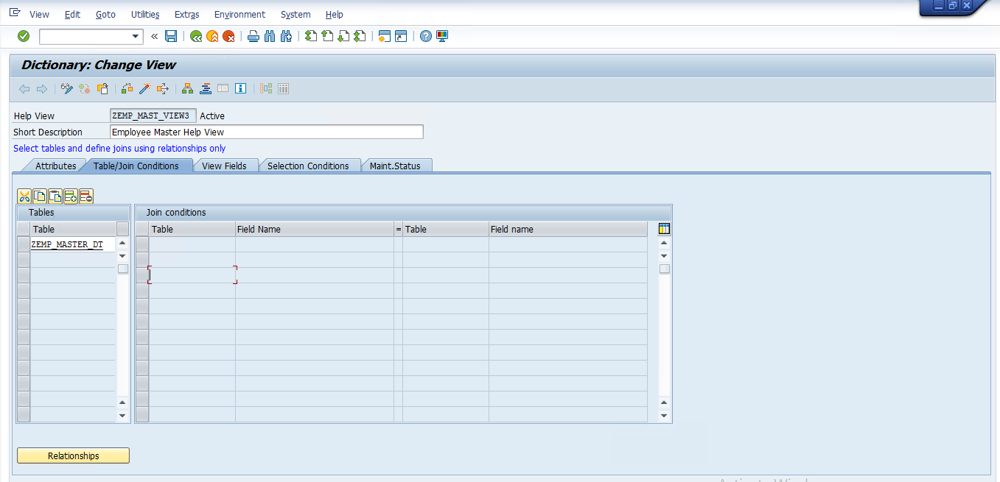 View Edit Goto Utilities Extras Environment System Help
Dictionary: Change View
Help View ZEMP_MAST_VIEW3 Active
Short Description Employee Master Help View
Select tables and define joins using relationships only
Attributes Table/Join Conditions View Fields Selection Conditions Maint.Status
Tables Join conditions
Table Table Field Name = Table Field name
ZEMP_MASTER_DT
Relationships